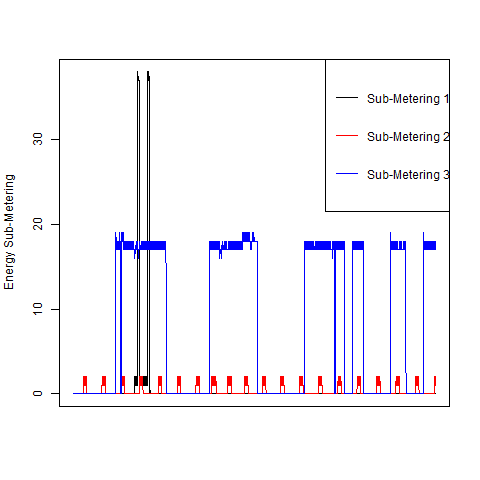 Energy Sub-Metering
30
20
10
0
Sub-Metering 1
Sub-Metering 2
Sub-Metering 3